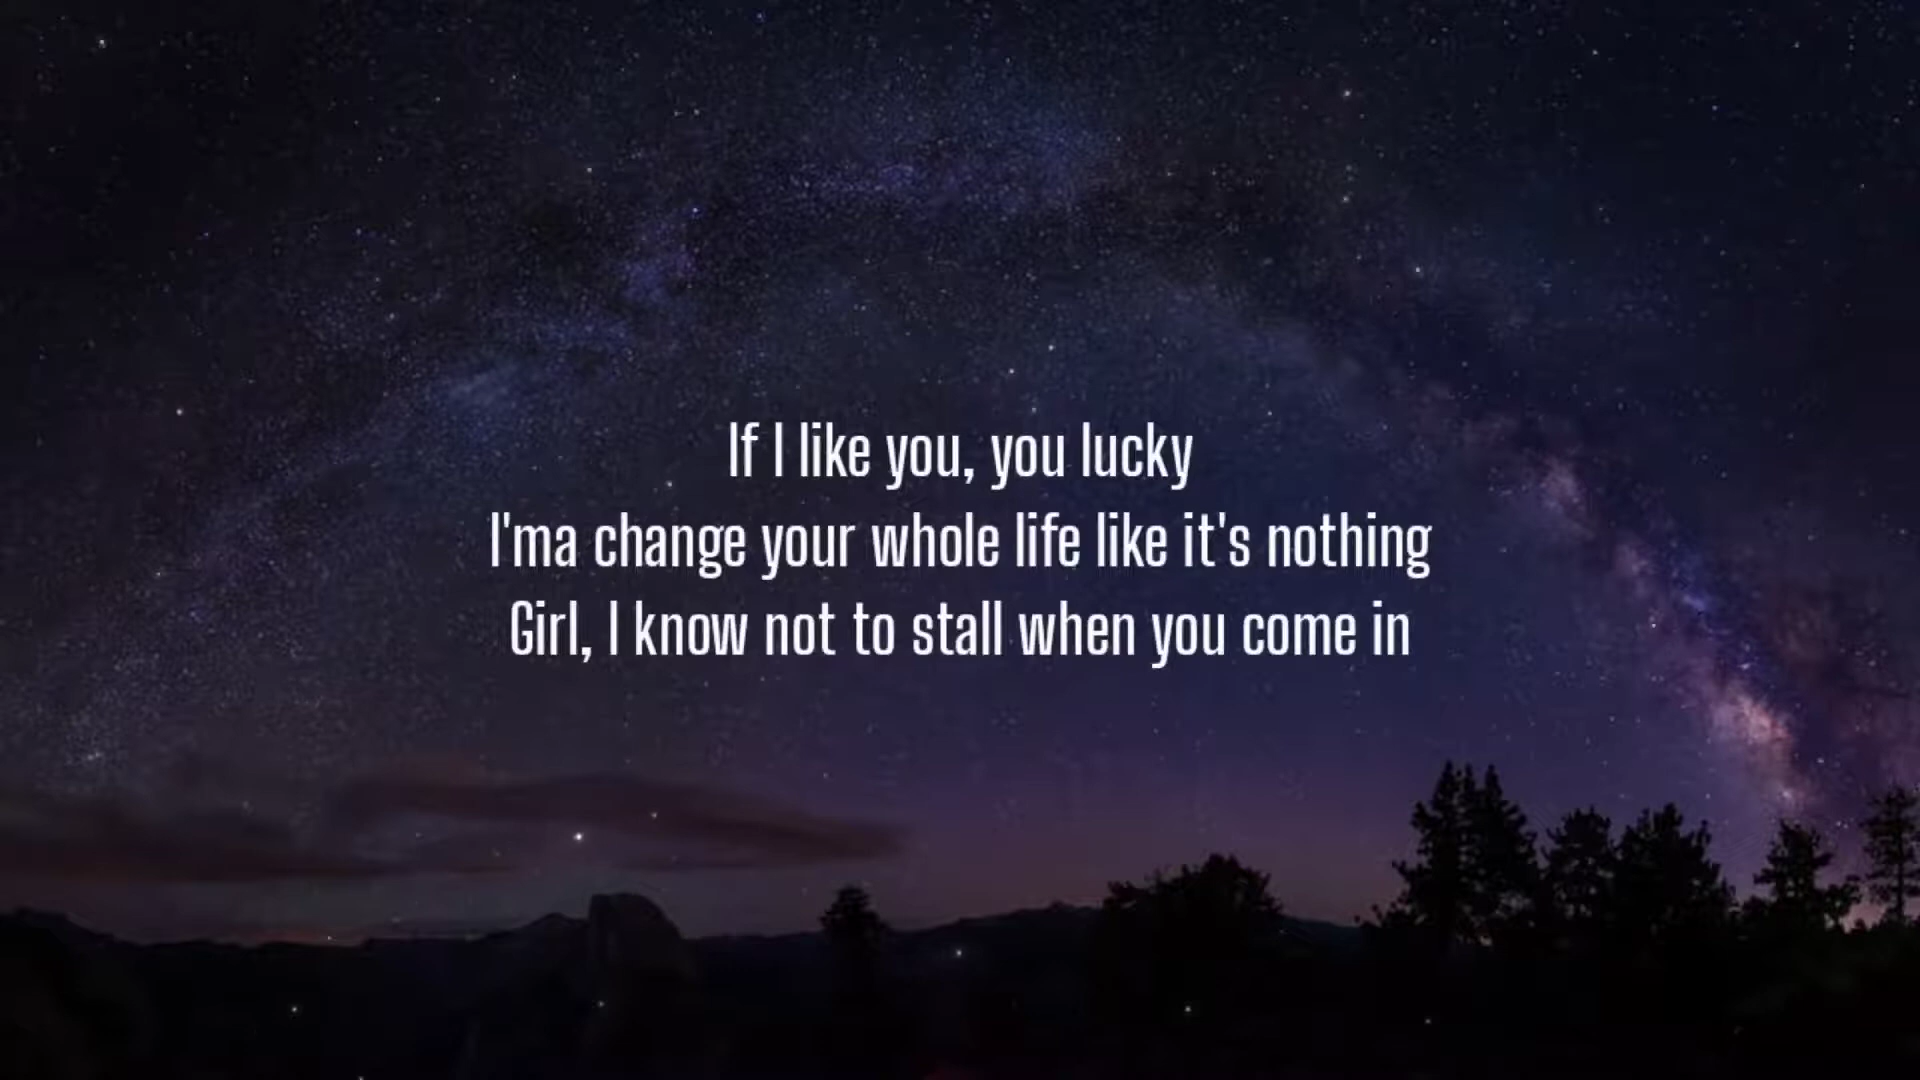 If I like you, you lucky
I'ma change your whole life like it's nothing
Girl, I know not to stall when you come in